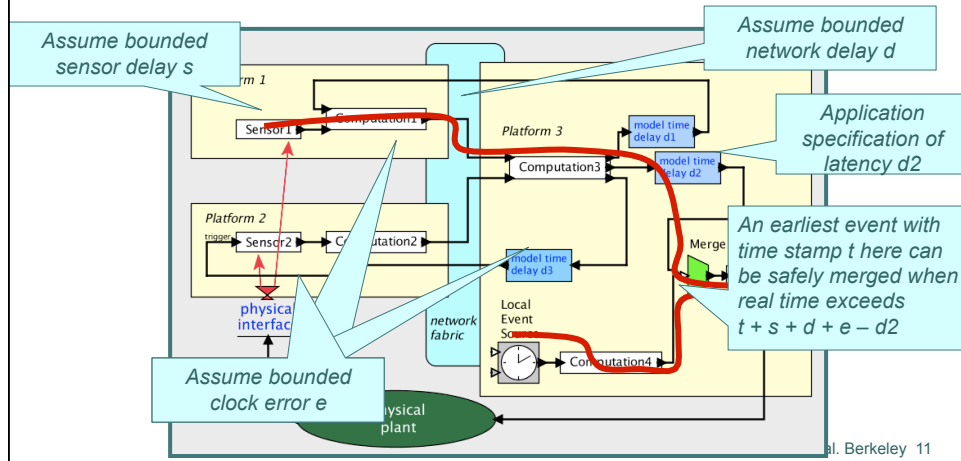 Assume bounded
sensor delay s
Assume bounded
network delay d
Application
specification of
latency d2
An earliest event with
time stamp t here can
be safely merged when
real time exceeds
t + s + d + e – d2
Assume bounded
clock error e
form 1
Sensor1
Computation1
Platform 2
trigger
Sensor2
Computation2
physical
interface
network
fabric
Platform 3
model time
delay d1
model time
delay d2
Computation3
model time
delay d3
Merge
Local
Event
Source
Computation4
physical
plant
al. Berkeley 11